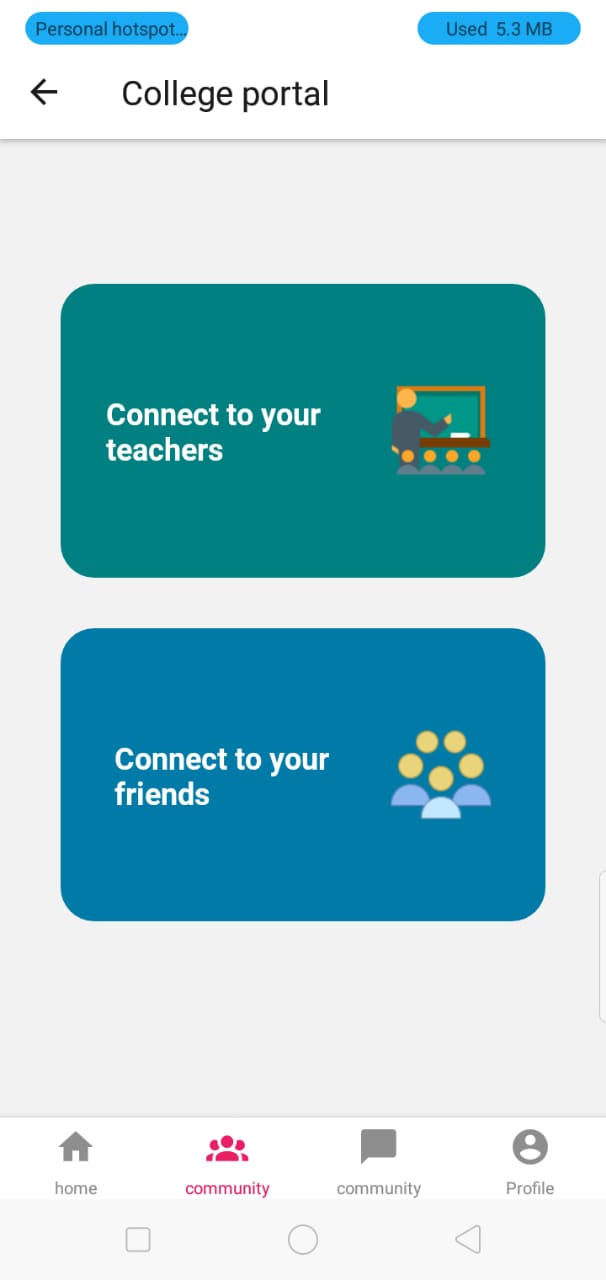 Personal hotspot... Used 5.3 MB
College portal
Connect to your
teachers
Connect to your
friends
home community community Profile